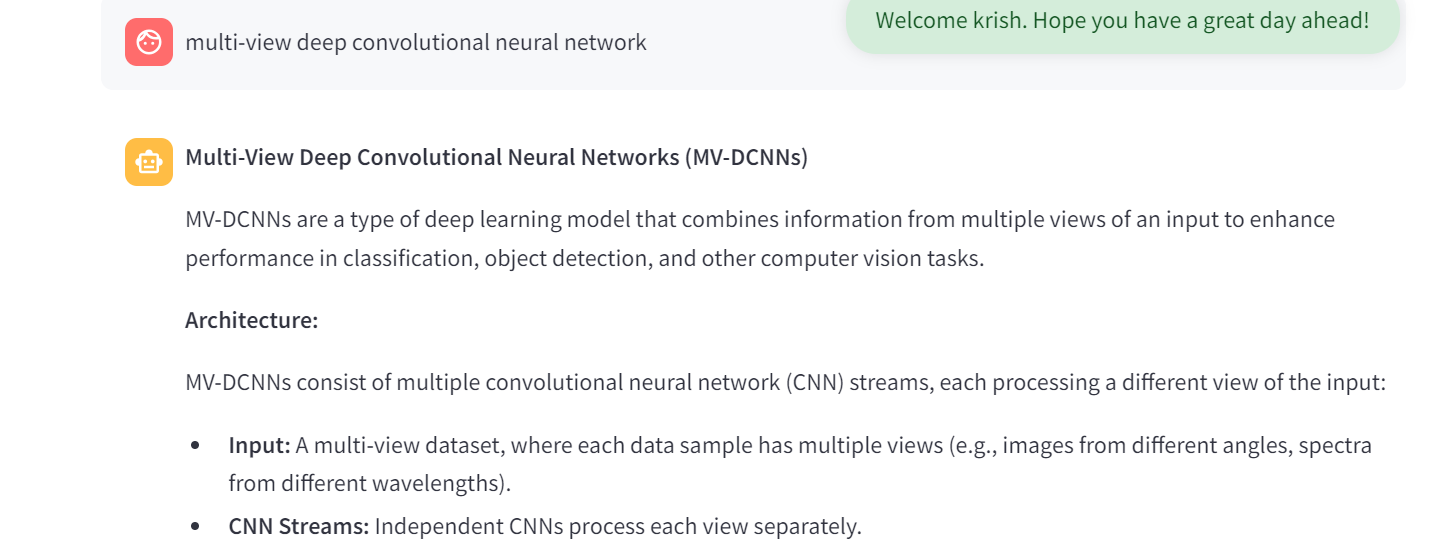 Welcome krish. Hope you have a great day ahead!
multi-view deep convolutional neural network
Multi-View Deep Convolutional Neural Networks (MV-DCNNs)
MV-DCNNs are a type of deep learning model that combines information from multiple views of an input to enhance
performance in classification, object detection, and other computer vision tasks.
Architecture:
MV-DCNNs consist of multiple convolutional neural network (CNN) streams, each processing a different view of the input:
• Input: A multi-view dataset, where each data sample has multiple views (e.g., images from different angles, spectra
from different wavelengths).
• CNN Streams: Independent CNNs process each view separately.